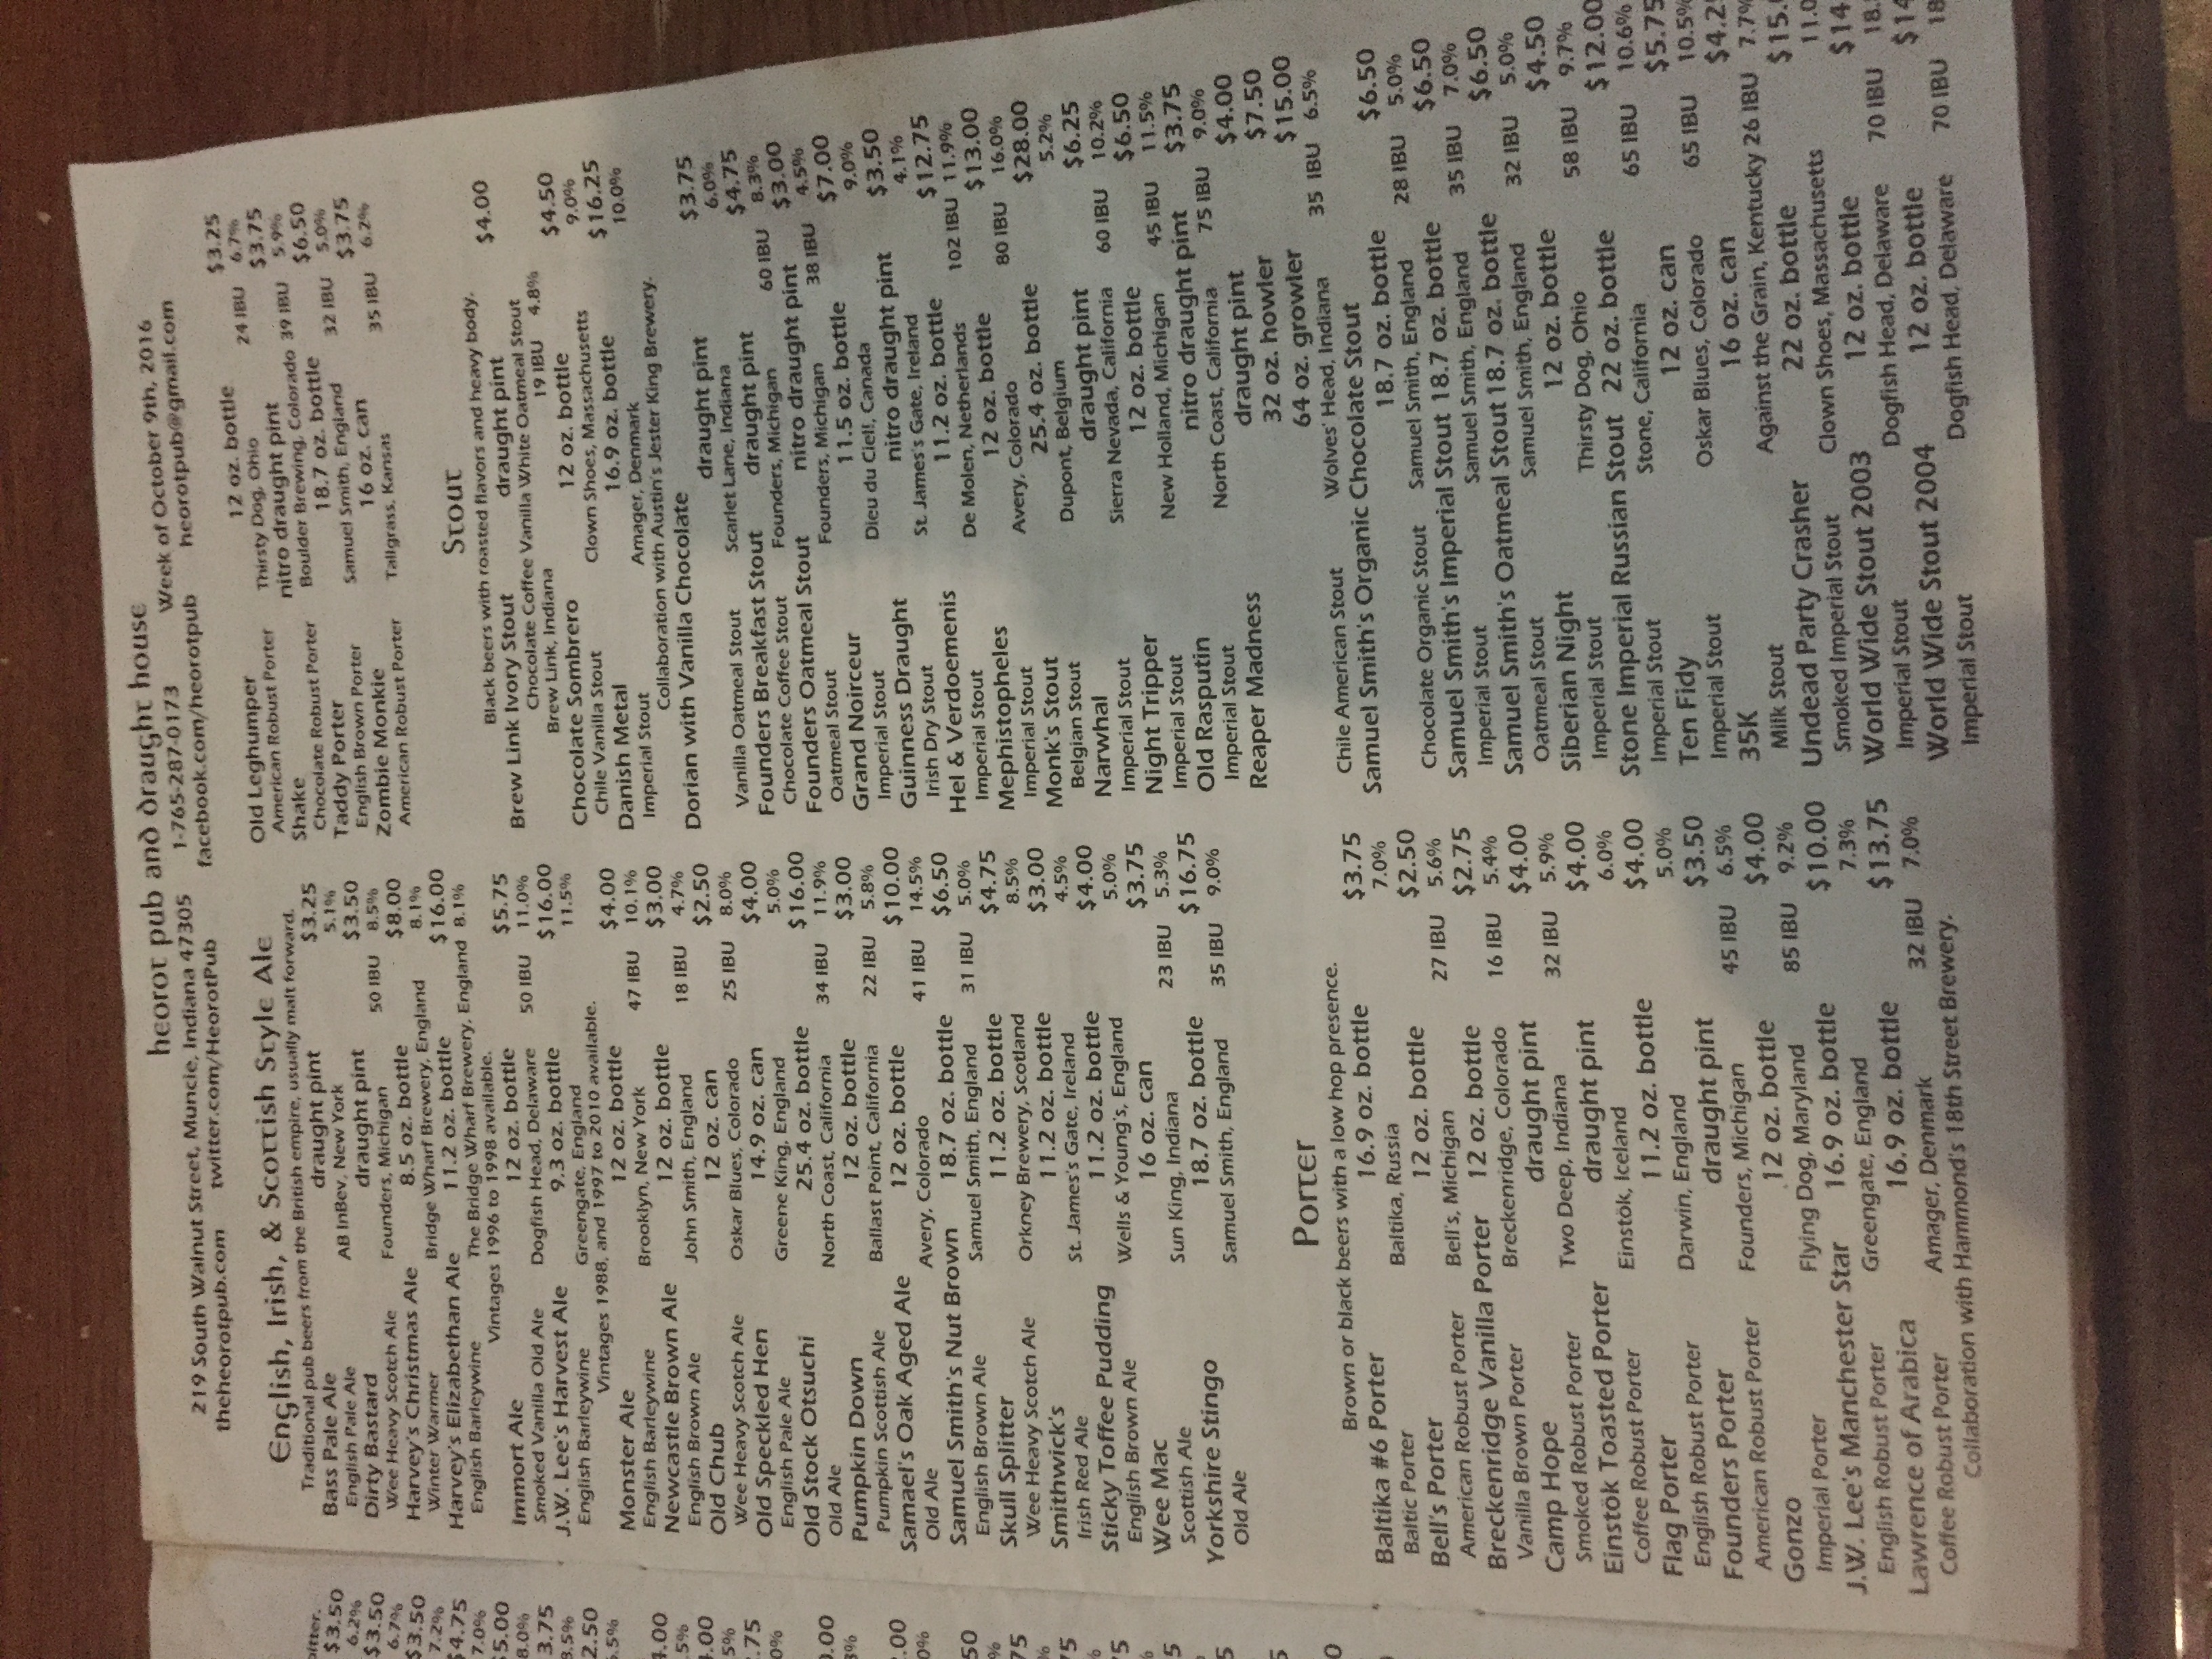 heorot pub and draught house
219 South Walnut Street, Muncie, Indiana 47305 1-765-287-0173 Week of October 9th, 2016
theheorotpub.com twitter.com/HeorotPub facebook.com/heorotpub heorotpub@gmail.com
$3.50
6.2%
$3.50
6.7%
$3.50
7.2%
$4.75
7.0%
English, Irish, & Scottish Style Ale
Traditional pub beers from the British empire, usually malt forward.
Bass Pale Ale draught pint $3.25
English Pale Ale AB InBev, New York 5.1%
Dirty Bastard draught pint $3.50
Wee Heavy Scotch Ale Founders, Michigan 50 IBU 8.5%
Harvey's Christmas Ale 8.5 oz. bottle $8.00
Winter Warmer Bridge Wharf Brewery, England 8.1%
Harvey's Elizabethan Ale 11.2 oz. bottle $16.00
English Barleywine The Bridge Wharf Brewery, England 8.1%
Vintages 1996 to 1998 available.
Immort Ale 12 oz. bottle $5.75
Smoked Vanilla Old Ale Dogfish Head, Delaware 50 IBU 11.0%
J.W. Lee's Harvest Ale 9.3 oz. bottle $16.00
English Barleywine Greengate, England 11.5%
Vintages 1988, and 1997 to 2010 available.
Monster Ale 12 oz. bottle $4.00
English Barleywine Brooklyn, New York 47 IBU 10.1%
Newcastle Brown Ale 12 oz. bottle $3.00
English Brown Ale John Smith, England 18 IBU 4.7%
Old Chub 12 oz. can $2.50
Wee Heavy Scotch Ale Oskar Blues, Colorado 25 IBU 8.0%
Old Speckled Hen 14.9 oz. can $4.00
English Pale Ale Greene King, England 5.0%
Old Stock Otsuchi 25.4 oz. bottle $16.00
Old Ale North Coast, California 34 IBU 11.9%
Pumpkin Down 12 oz. bottle $3.00
Pumpkin Scottish Ale Ballast Point, California 22 IBU 5.8%
Samael's Oak Aged Ale 12 oz. bottle $10.00
Old Ale Avery, Colorado 41 IBU 14.5%
Samuel Smith's Nut Brown 18.7 oz. bottle $6.50
English Brown Ale Samuel Smith, England 31 IBU 5.0%
Skull Splitter 11.2 oz. bottle $4.75
Wee Heavy Scotch Ale Orkney Brewery, Scotland 8.5%
Smithwick's 11.2 oz. bottle $3.00
Irish Red Ale St. James's Gate, Ireland 4.5%
Sticky Toffee Pudding 11.2 oz. bottle $4.00
English Brown Ale Wells & Young's, England 5.0%
Wee Mac 16 oz. can $3.75
Scottish Ale Sun King, Indiana 23 IBU 5.3%
Yorkshire Stingo 18.7 oz. bottle $16.75
Old Ale Samuel Smith, England 35 IBU 9.0%
Porter
Brown or black beers with a low hop presence.
Baltika #6 Porter 16.9 oz. bottle $3.75
Baltic Porter Baltika, Russia 7.0%
Bell's Porter 12 oz. bottle $2.50
American Robust Porter Bell's, Michigan 27 IBU 5.6%
Breckenridge Vanilla Porter 12 oz. bottle $2.75
Vanilla Brown Porter Breckenridge, Colorado 16 IBU 5.4%
Camp Hope draught pint $4.00
Smoked Robust Porter Two Deep, Indiana 32 IBU 5.9%
Einstök Toasted Porter draught pint $4.00
Coffee Robust Porter Einstök, Iceland 6.0%
Flag Porter 11.2 oz. bottle $4.00
English Robust Porter Darwin, England 5.0%
Founders Porter draught pint $3.50
American Robust Porter Founders, Michigan 45 IBU 6.5%
Gonzo 12 oz. bottle $4.00
Imperial Porter Flying Dog, Maryland 85 IBU 9.2%
J.W. Lee's Manchester Star 16.9 oz. bottle $10.00
English Robust Porter Greengate, England 7.3%
Lawrence of Arabica 16.9 oz. bottle $13.75
Coffee Robust Porter Amager, Denmark 32 IBU 7.0%
Collaboration with Hammond's 18th Street Brewery.
Old Leghumper 12 oz. bottle $3.25
American Robust Porter Thirsty Dog, Ohio 24 IBU 6.7%
Shake nitro draught pint $3.75
Chocolate Robust Porter Boulder Brewing, Colorado 39 IBU 5.9%
Taddy Porter 18.7 oz. bottle $6.50
English Brown Porter Samuel Smith, England 32 IBU 5.0%
Zombie Monkie 16 oz. can $3.75
American Robust Porter Tallgrass, Kansas 35 IBU 6.2%
Stout
Black beers with roasted flavors and heavy body.
Brew Link Ivory Stout draught pint $4.00
Chocolate Coffee Vanilla White Oatmeal Stout
Brew Link, Indiana 19 IBU 4.8%
Chocolate Sombrero 12 oz. bottle $4.50
Chile Vanilla Stout Clown Shoes, Massachusetts 9.0%
Danish Metal 16.9 oz. bottle $16.25
Imperial Stout Amager, Denmark 10.0%
Collaboration with Austin's Jester King Brewery.
Dorian with Vanilla Chocolate
draught pint $3.75
Vanilla Oatmeal Stout Scarlet Lane, Indiana 6.0%
Founders Breakfast Stout draught pint $4.75
Chocolate Coffee Stout Founders, Michigan 60 IBU 8.3%
Founders Oatmeal Stout nitro draught pint $3.00
Oatmeal Stout Founders, Michigan 38 IBU 4.5%
Grand Noirceur 11.5 oz. bottle $7.00
Imperial Stout Dieu du Ciel!, Canada 9.0%
Guinness Draught nitro draught pint $3.50
Irish Dry Stout St. James's Gate, Ireland 4.1%
Hel & Verdoemenis 11.2 oz. bottle $12.75
Imperial Stout De Molen, Netherlands 102 IBU 11.9%
Mephistopheles 12 oz. bottle $13.00
Imperial Stout Avery, Colorado 80 IBU 16.0%
Monk's Stout 25.4 oz. bottle $28.00
Belgian Stout Dupont, Belgium 5.2%
Narwhal draught pint $6.25
Imperial Stout Sierra Nevada, California 60 IBU 10.2%
Night Tripper 12 oz. bottle $6.50
Imperial Stout New Holland, Michigan 45 IBU 11.5%
Old Rasputin nitro draught pint $3.75
Imperial Stout North Coast, California 75 IBU 9.0%
Reaper Madness draught pint $4.00
32 oz. howler $7.50
64 oz. growler $15.00
Chile American Stout Wolves' Head, Indiana 35 IBU 6.5%
Samuel Smith's Organic Chocolate Stout
18.7 oz. bottle $6.50
Chocolate Organic Stout Samuel Smith, England 28 IBU 5.0%
Samuel Smith's Imperial Stout 18.7 oz. bottle $6.50
Imperial Stout Samuel Smith, England 35 IBU 7.0%
Samuel Smith's Oatmeal Stout 18.7 oz. bottle $6.50
Oatmeal Stout Samuel Smith, England 32 IBU 5.0%
Siberian Night 12 oz. bottle $4.50
Imperial Stout Thirsty Dog, Ohio 58 IBU 9.7%
Stone Imperial Russian Stout 22 oz. bottle $12.00
Imperial Stout Stone, California 65 IBU 10.6%
Ten Fidy 12 oz. can $5.75
Imperial Stout Oskar Blues, Colorado 65 IBU 10.5%
35K 16 oz. can
Milk Stout Against the Grain, Kentucky 26 IBU 7.7%
Undead Party Crasher 22 oz. bottle
Smoked Imperial Stout Clown Shoes, Massachusetts
World Wide Stout 2003 12 oz. bottle
Imperial Stout Dogfish Head, Delaware 70 IBU
World Wide Stout 2004 12 oz. bottle
Imperial Stout Dogfish Head, Delaware 70 IBU